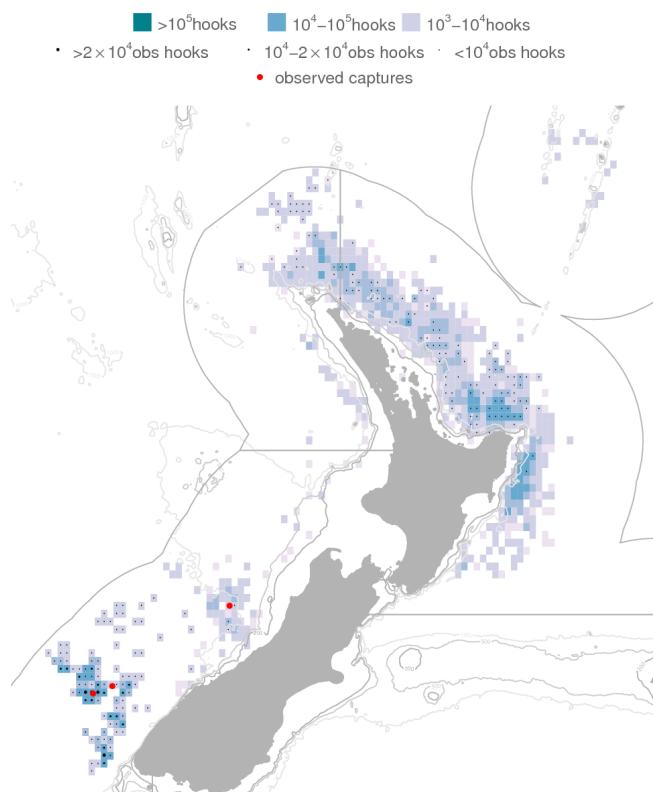 >10⁵hooks 10⁴–10⁵hooks 10³–10⁴hooks
>2×10⁴obs hooks 10⁴–2×10⁴obs hooks <10⁴obs hooks
observed captures